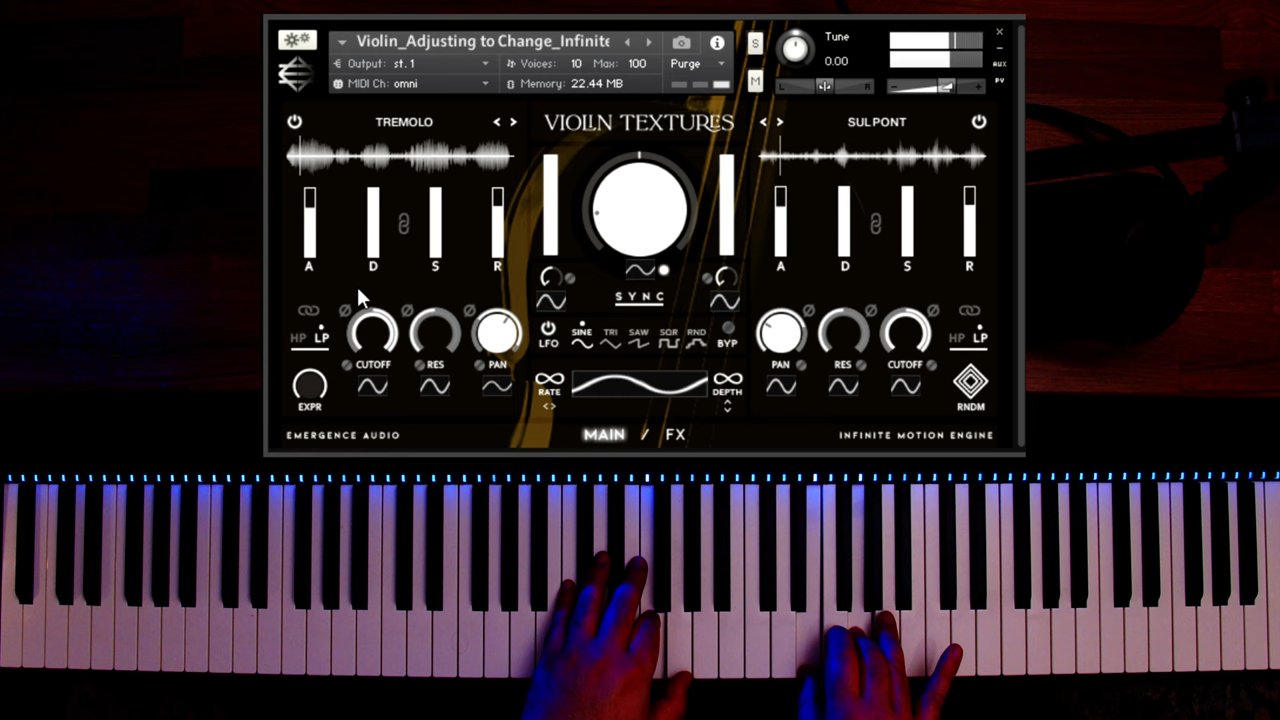 Violin_Adjusting to Change_Infinite
Output: st. 1
Voices: 10 Max: 100
Purge
MIDI Ch: omni
Memory: 22.44 MB
S
M
Tune
0.00
L
R
AUX
PV
TREMOLO
VIOLIN TEXTURES
SUL PONT
A D S R
A D S R
SYNC
HP LP
CUTOFF RES PAN
LFO
SINE TRI SAW SQR RND
BYP
PAN RES CUTOFF
HP LP
EXPR
RATE
DEPTH
RNDM
EMERGENCE AUDIO
MAIN / FX
INFINITE MOTION ENGINE